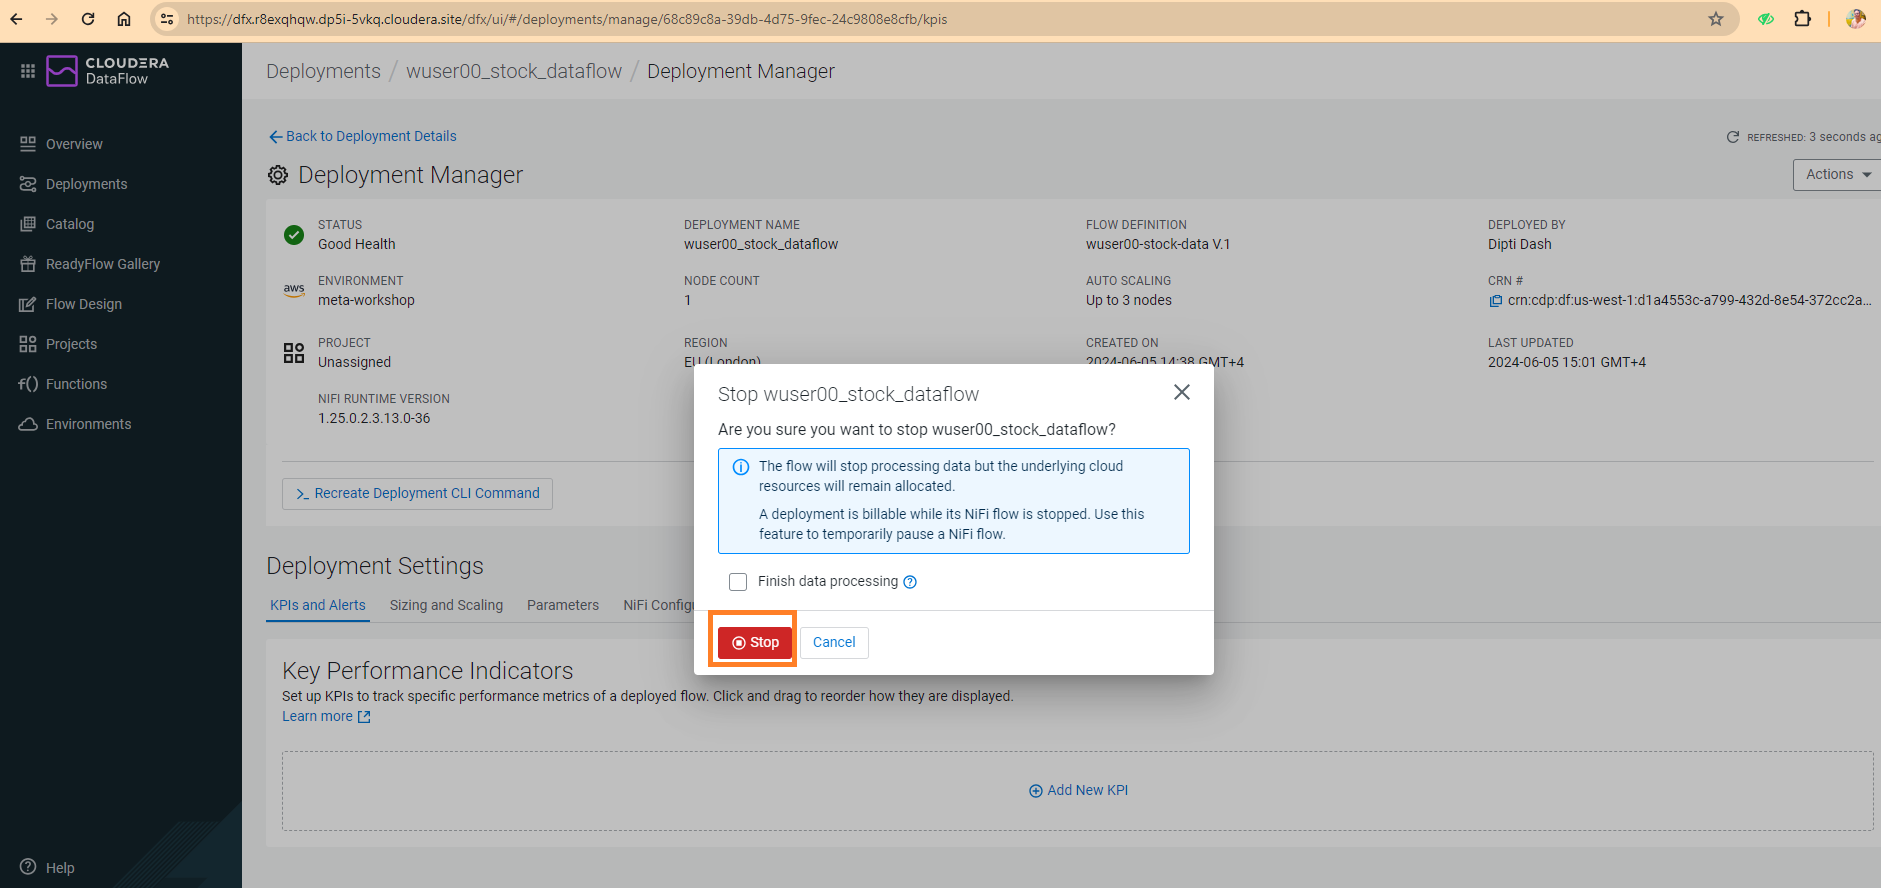 https://dfx.r8exqhqw.dp5i-5vkq.cloudera.site/dfx/ui/#/deployments/manage/68c89c8a-39db-4d75-9fec-24c9808e8cfb/kpis
CLOUDERA
DataFlow
Overview
Deployments
Catalog
ReadyFlow Gallery
Flow Design
Projects
f() Functions
Environments
Help
Deployments / wuser00_stock_dataflow / Deployment Manager
Back to Deployment Details
REFRESHED: 3 seconds ag
Deployment Manager
Actions
STATUS
Good Health
DEPLOYMENT NAME
wuser00_stock_dataflow
FLOW DEFINITION
wuser00-stock-data V.1
DEPLOYED BY
Dipti Dash
aws
ENVIRONMENT
meta-workshop
NODE COUNT
1
AUTO SCALING
Up to 3 nodes
CRN #
crn:cdp:df:us-west-1:d1a4553c-a799-432d-8e54-372cc2a...
PROJECT
Unassigned
REGION
EU (London)
CREATED ON
2024-06-05 14:38 GMT+4
LAST UPDATED
2024-06-05 15:01 GMT+4
NIFI RUNTIME VERSION
1.25.0.2.3.13.0-36
>_ Recreate Deployment CLI Command
Stop wuser00_stock_dataflow
Are you sure you want to stop wuser00_stock_dataflow?
The flow will stop processing data but the underlying cloud
resources will remain allocated.
A deployment is billable while its NiFi flow is stopped. Use this
feature to temporarily pause a NiFi flow.
Finish data processing
Stop
Cancel
Deployment Settings
KPIs and Alerts
Sizing and Scaling
Parameters
NiFi Configu
Key Performance Indicators
Set up KPIs to track specific performance metrics of a deployed flow. Click and drag to reorder how they are displayed.
Learn more
Add New KPI